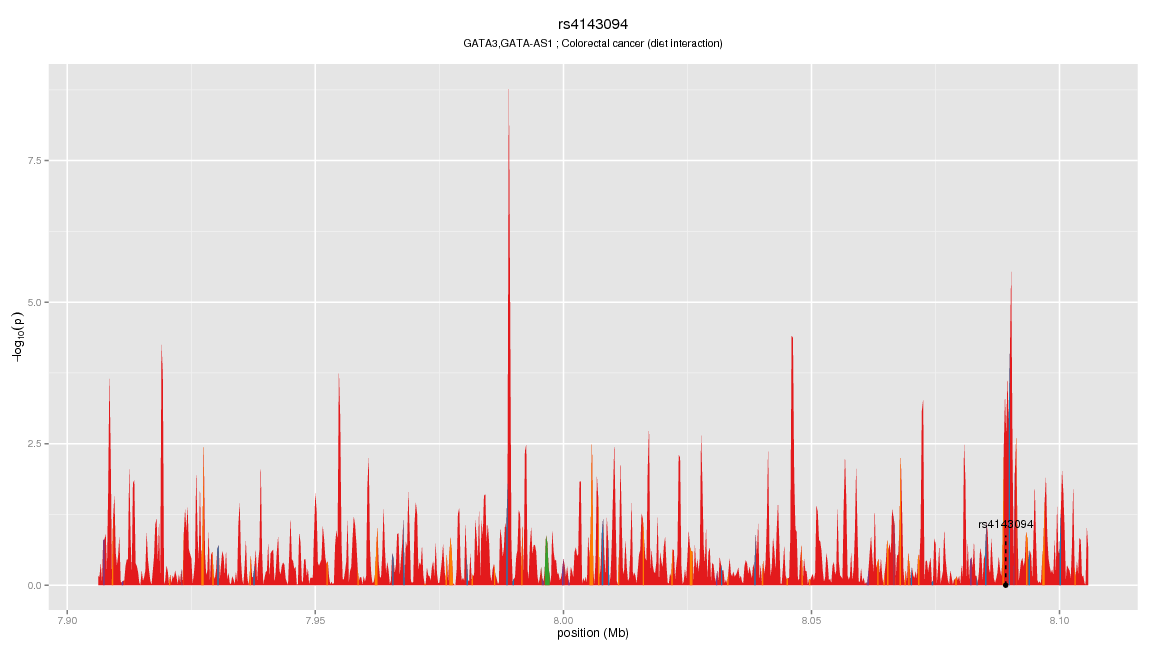 rs4143094
GATA3,GATA-AS1 ; Colorectal cancer (diet interaction)
−log10(p)
7.5
5.0
2.5
0.0
rs4143094
7.90
7.95
8.00
8.05
8.10
position (Mb)